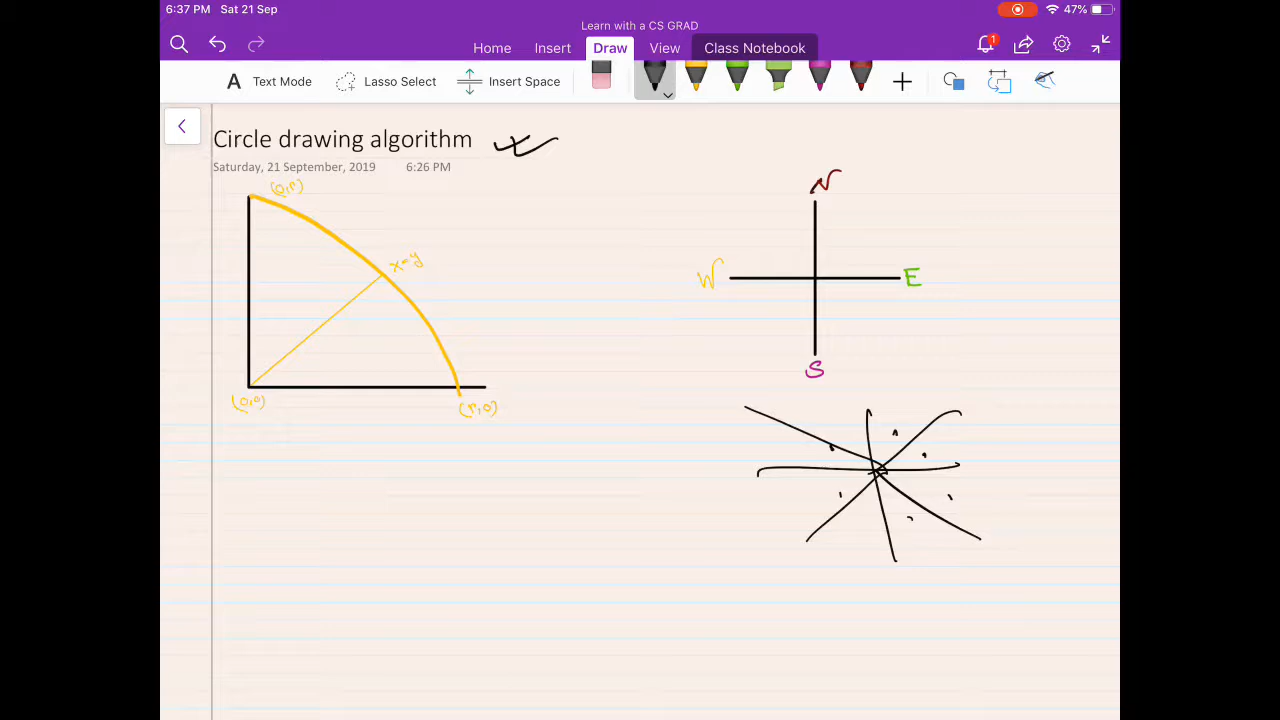 6:37 PM Sat 21 Sep
47%
Learn with a CS GRAD
Home Insert Draw View Class Notebook
1
A Text Mode Lasso Select Insert Space
Circle drawing algorithm
Saturday, 21 September, 2019 6:26 PM
(0,r)
x=y
(0,0)
(r,0)
N
W
E
S